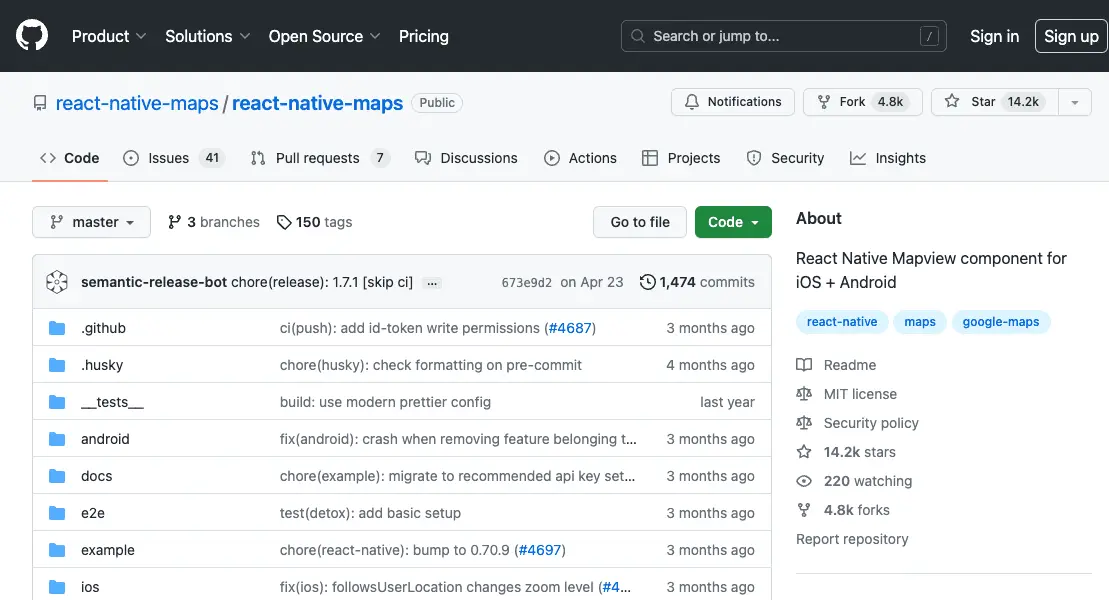 Product Solutions Open Source Pricing Search or jump to... / Sign in Sign up
react-native-maps / react-native-maps Public Notifications Fork 4.8k Star 14.2k
Code Issues 41 Pull requests 7 Discussions Actions Projects Security Insights
master 3 branches 150 tags Go to file Code
semantic-release-bot chore(release): 1.7.1 [skip ci] ... 673e9d2 on Apr 23 1,474 commits
.github ci(push): add id-token write permissions (#4687) 3 months ago
.husky chore(husky): check formatting on pre-commit 4 months ago
__tests__ build: use modern prettier config last year
android fix(android): crash when removing feature belonging t... 3 months ago
docs chore(example): migrate to recommended api key set... 3 months ago
e2e test(detox): add basic setup 3 months ago
example chore(react-native): bump to 0.70.9 (#4697) 3 months ago
ios fix(ios): followsUserLocation changes zoom level (#4... 3 months ago
About
React Native Mapview component for
iOS + Android
react-native maps google-maps
Readme
MIT license
Security policy
14.2k stars
220 watching
4.8k forks
Report repository